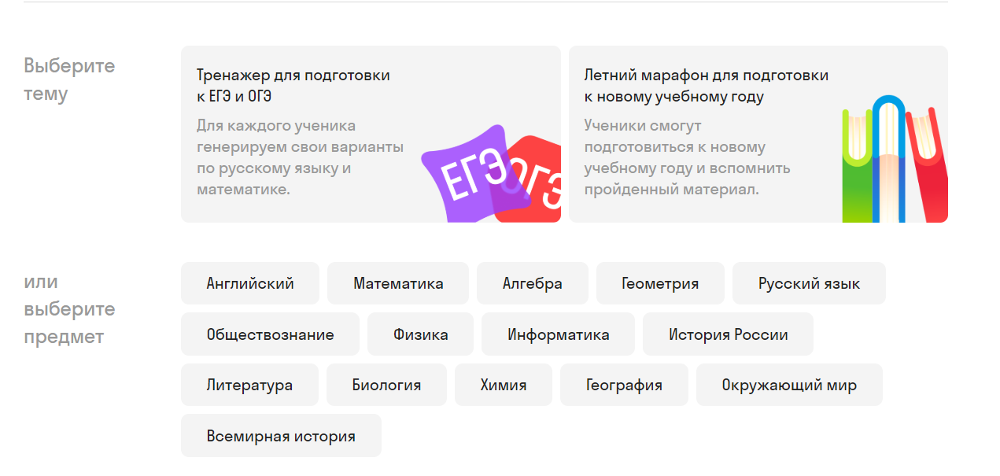 Выберите
тему
Тренажер для подготовки
к ЕГЭ и ОГЭ
Для каждого ученика
генерируем свои варианты
по русскому языку и
математике.
ЕГЭ
ОГЭ
Летний марафон для подготовки
к новому учебному году
Ученики смогут
подготовиться к новому
учебному году и вспомнить
пройденный материал.
или
выберите
предмет
Английский
Математика
Алгебра
Геометрия
Русский язык
Обществознание
Физика
Информатика
История России
Литература
Биология
Химия
География
Окружающий мир
Всемирная история